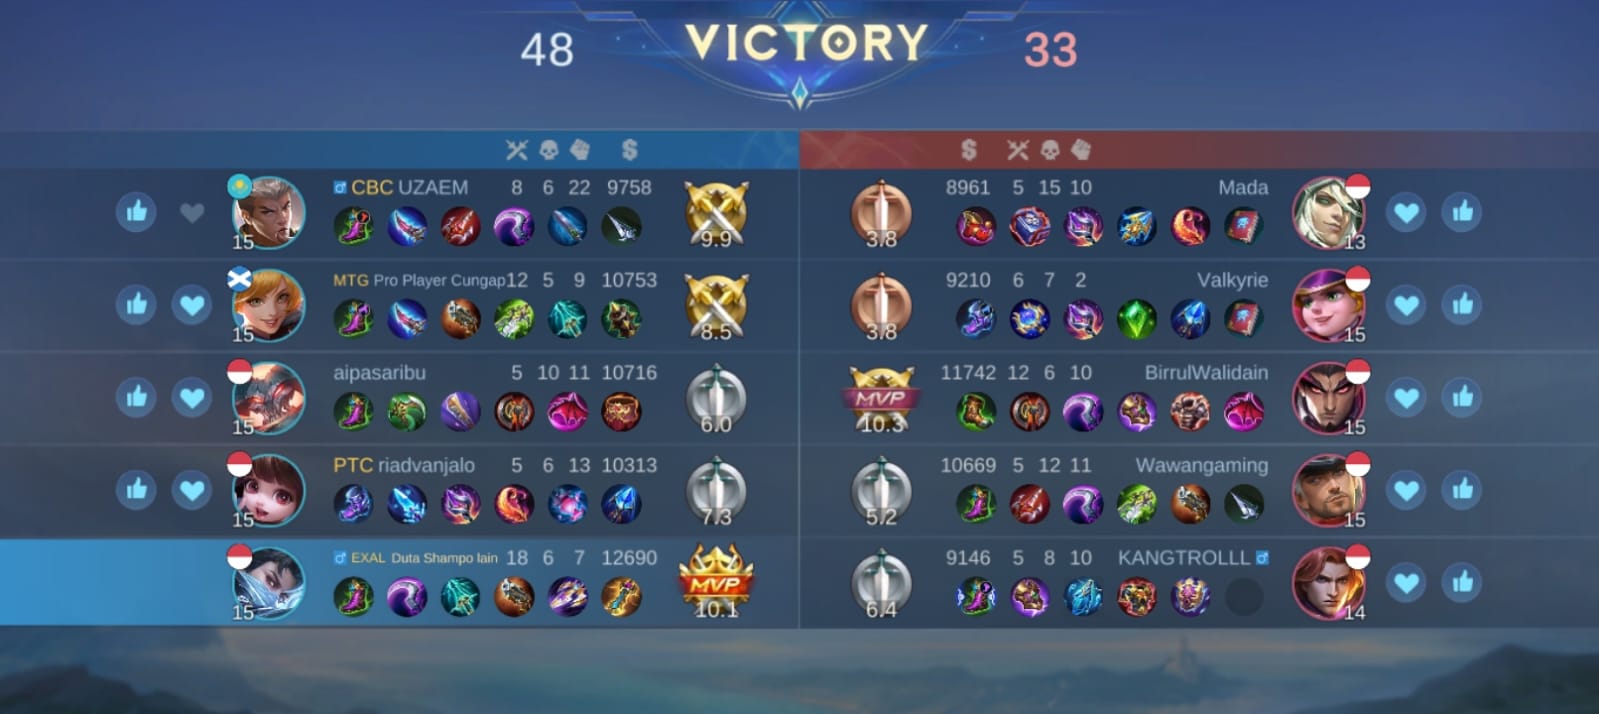 48 VICTORY 33
CBC UZAEM 8 6 22 9758
15 9.9
8961 5 15 10 Mada
3.8 13
MTG Pro Player Cungap 12 5 9 10753
15 8.5
9210 6 7 2 Valkyrie
3.8 15
aipasaribu 5 10 11 10716
15 6.0
11742 12 6 10 BirrulWalidain
MVP
10.3 15
PTC riadvanjalo 5 6 13 10313
15 7.3
10669 5 12 11 Wawangaming
5.2 15
EXAL Duta Shampo lain 18 6 7 12690
MVP
15 10.1
9146 5 8 10 KANGTROLLL
6.4 14